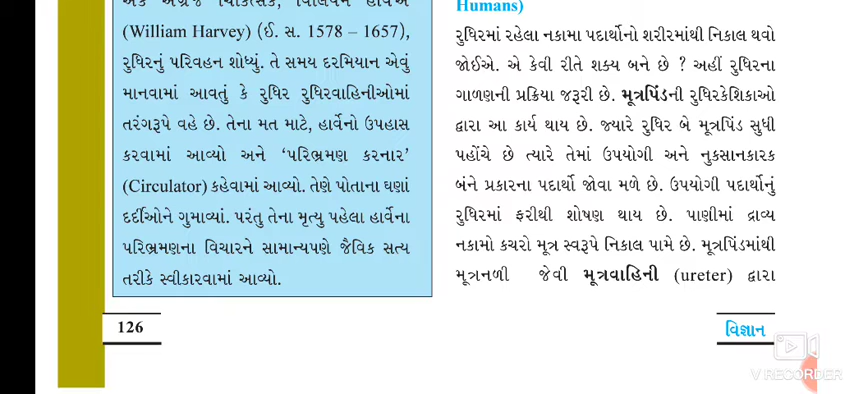 એક અંગ્રેજ ચિકિત્સક, વિલિયમ હાર્વેએ
(William Harvey) (ઈ. સ. 1578 – 1657),
રુધિરનું પરિવહન શોધ્યું. તે સમય દરમિયાન એવું
માનવામાં આવતું કે રુધિર રુધિરવાહિનીઓમાં
તરંગરૂપે વહે છે. તેના મત માટે, હાર્વેનો ઉપહાસ
કરવામાં આવ્યો અને ‘પરિભ્રમણ કરનાર’
(Circulator) કહેવામાં આવ્યો. તેણે પોતાના ઘણાં
દર્દીઓને ગુમાવ્યાં. પરંતુ તેના મૃત્યુ પહેલા હાર્વેના
પરિભ્રમણના વિચારને સામાન્યપણે જૈવિક સત્ય
તરીકે સ્વીકારવામાં આવ્યો.
Humans)
રુધિરમાં રહેલા નકામા પદાર્થોનો શરીરમાંથી નિકાલ થવો
જોઈએ. એ કેવી રીતે શક્ય બને છે ? અહીં રુધિરના
ગાળણની પ્રક્રિયા જરૂરી છે. મૂત્રપિંડની રુધિરકેશિકાઓ
દ્વારા આ કાર્ય થાય છે. જ્યારે રુધિર બે મૂત્રપિંડ સુધી
પહોંચે છે ત્યારે તેમાં ઉપયોગી અને નુકસાનકારક
બંને પ્રકારના પદાર્થો જોવા મળે છે. ઉપયોગી પદાર્થોનું
રુધિરમાં ફરીથી શોષણ થાય છે. પાણીમાં દ્રાવ્ય
નકામો કચરો મૂત્ર સ્વરૂપે નિકાલ પામે છે. મૂત્રપિંડમાંથી
મૂત્રનળી જેવી મૂત્રવાહિની (ureter) દ્વારા
126
વિજ્ઞાન
V RECORDER